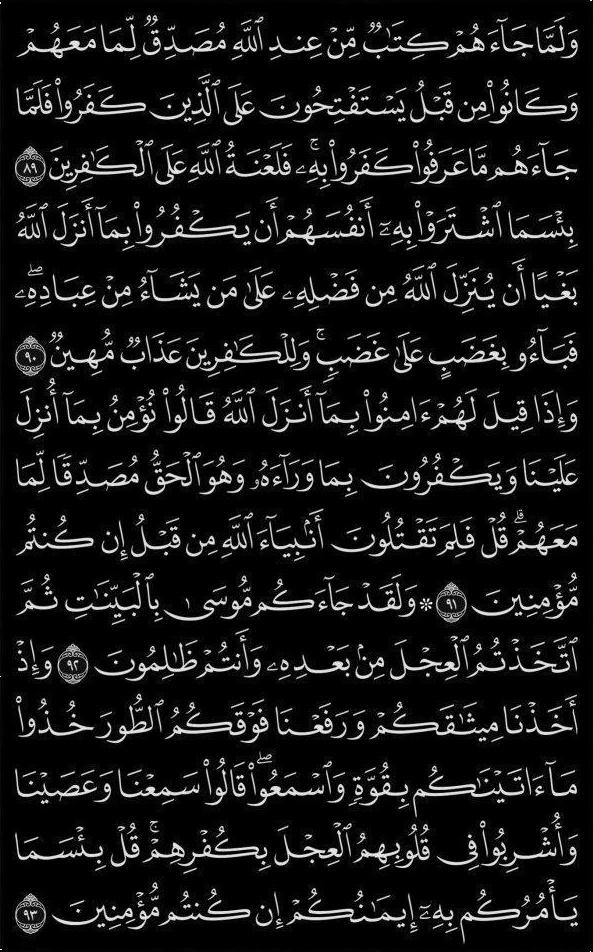 وَلَمَّا جَآءَهُمْ كِتَٰبٌ مِّنْ عِندِ ٱللَّهِ مُصَدِّقٌ لِّمَا مَعَهُمْ
وَكَانُوا۟ مِن قَبْلُ يَسْتَفْتِحُونَ عَلَى ٱلَّذِينَ كَفَرُوا۟ فَلَمَّا
جَآءَهُم مَّا عَرَفُوا۟ كَفَرُوا۟ بِهِۦ ۚ فَلَعْنَةُ ٱللَّهِ عَلَى ٱلْكَٰفِرِينَ ٨٩
بِئْسَمَا ٱشْتَرَوْا۟ بِهِۦٓ أَنفُسَهُمْ أَن يَكْفُرُوا۟ بِمَآ أَنزَلَ ٱللَّهُ
بَغْيًا أَن يُنَزِّلَ ٱللَّهُ مِن فَضْلِهِۦ عَلَىٰ مَن يَشَآءُ مِنْ عِبَادِهِۦ ۖ
فَبَآءُو بِغَضَبٍ عَلَىٰ غَضَبٍ ۚ وَلِلْكَٰفِرِينَ عَذَابٌ مُّهِينٌ ٩٠
وَإِذَا قِيلَ لَهُمْ ءَامِنُوا۟ بِمَآ أَنزَلَ ٱللَّهُ قَالُوا۟ نُؤْمِنُ بِمَآ أُنزِلَ
عَلَيْنَا وَيَكْفُرُونَ بِمَا وَرَآءَهُۥ وَهُوَ ٱلْحَقُّ مُصَدِّقًا لِّمَا
مَعَهُمْ ۗ قُلْ فَلِمَ تَقْتُلُونَ أَنۢبِيَآءَ ٱللَّهِ مِن قَبْلُ إِن كُنتُم
مُّؤْمِنِينَ ٩١ * وَلَقَدْ جَآءَكُم مُّوسَىٰ بِٱلْبَيِّنَٰتِ ثُمَّ
ٱتَّخَذْتُمُ ٱلْعِجْلَ مِنۢ بَعْدِهِۦ وَأَنتُمْ ظَٰلِمُونَ ٩٢ وَإِذْ
أَخَذْنَا مِيثَٰقَكُمْ وَرَفَعْنَا فَوْقَكُمُ ٱلطُّورَ خُذُوا۟
مَآ ءَاتَيْنَٰكُم بِقُوَّةٍ وَٱسْمَعُوا۟ ۖ قَالُوا۟ سَمِعْنَا وَعَصَيْنَا
وَأُشْرِبُوا۟ فِى قُلُوبِهِمُ ٱلْعِجْلَ بِكُفْرِهِمْ ۚ قُلْ بِئْسَمَا
يَأْمُرُكُم بِهِۦٓ إِيمَٰنُكُمْ إِن كُنتُم مُّؤْمِنِينَ ٩٣